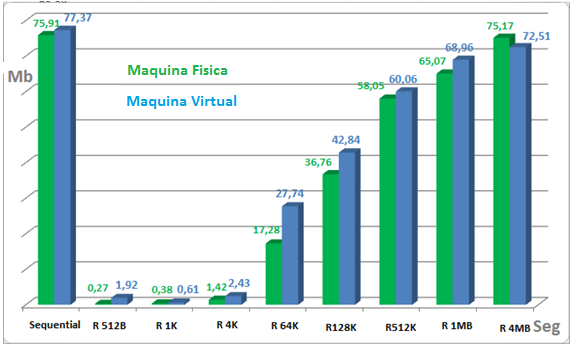 75,91
77,37
Mb
Maquina Fisica
Maquina Virtual
0,27
1,92
0,38
0,61
1,42
2,43
17,28
27,74
36,76
42,84
58,05
60,06
65,07
68,96
75,17
72,51
Sequential
R 512B
R 1K
R 4K
R 64K
R128K
R512K
R 1MB
R 4MB
Seg